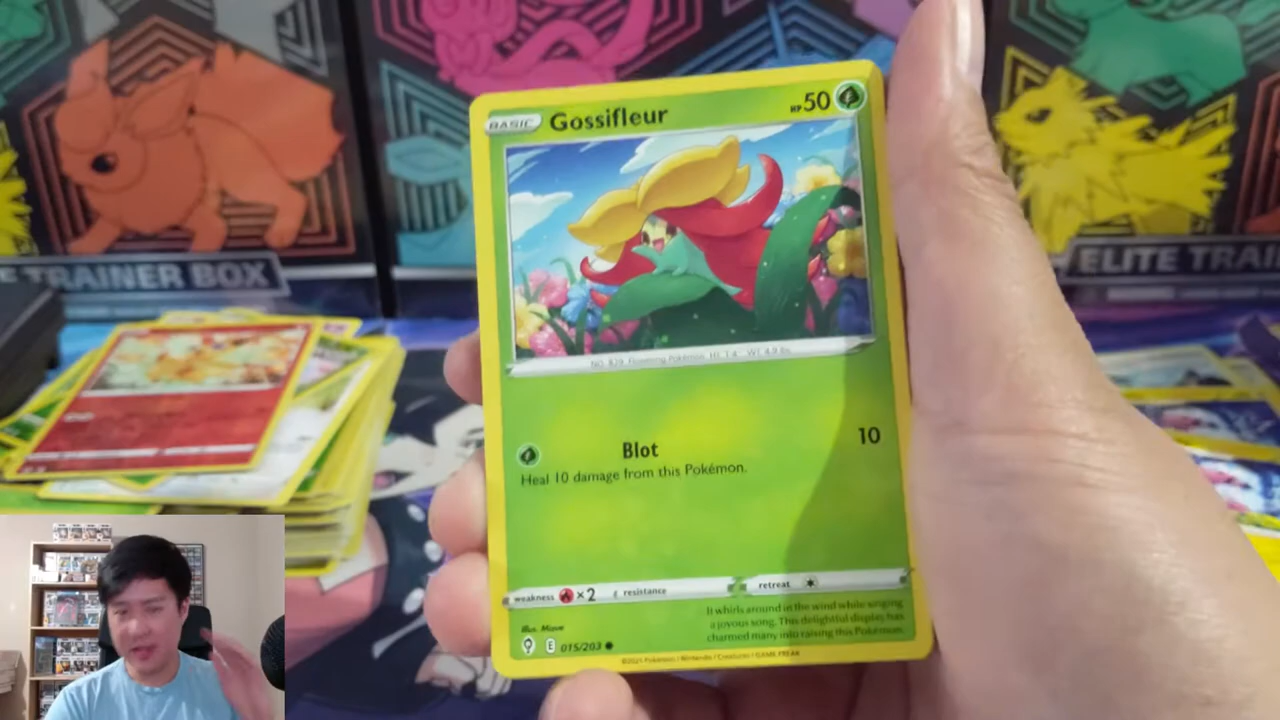 BASIC Gossifleur HP 50
NO. 829 Flowering Pokémon HT: 1'4" WT: 4.9 lbs.
Blot 10
Heal 10 damage from this Pokémon.
weakness ×2 resistance retreat
It whirls around in the wind while singing
a joyous song. This delightful display has
charmed many into raising this Pokémon.
Illus. Move
E 015/203
©2021 Pokémon / Nintendo / Creatures / GAME FREAK
TE TRAINER BOX
ELITE TRAI